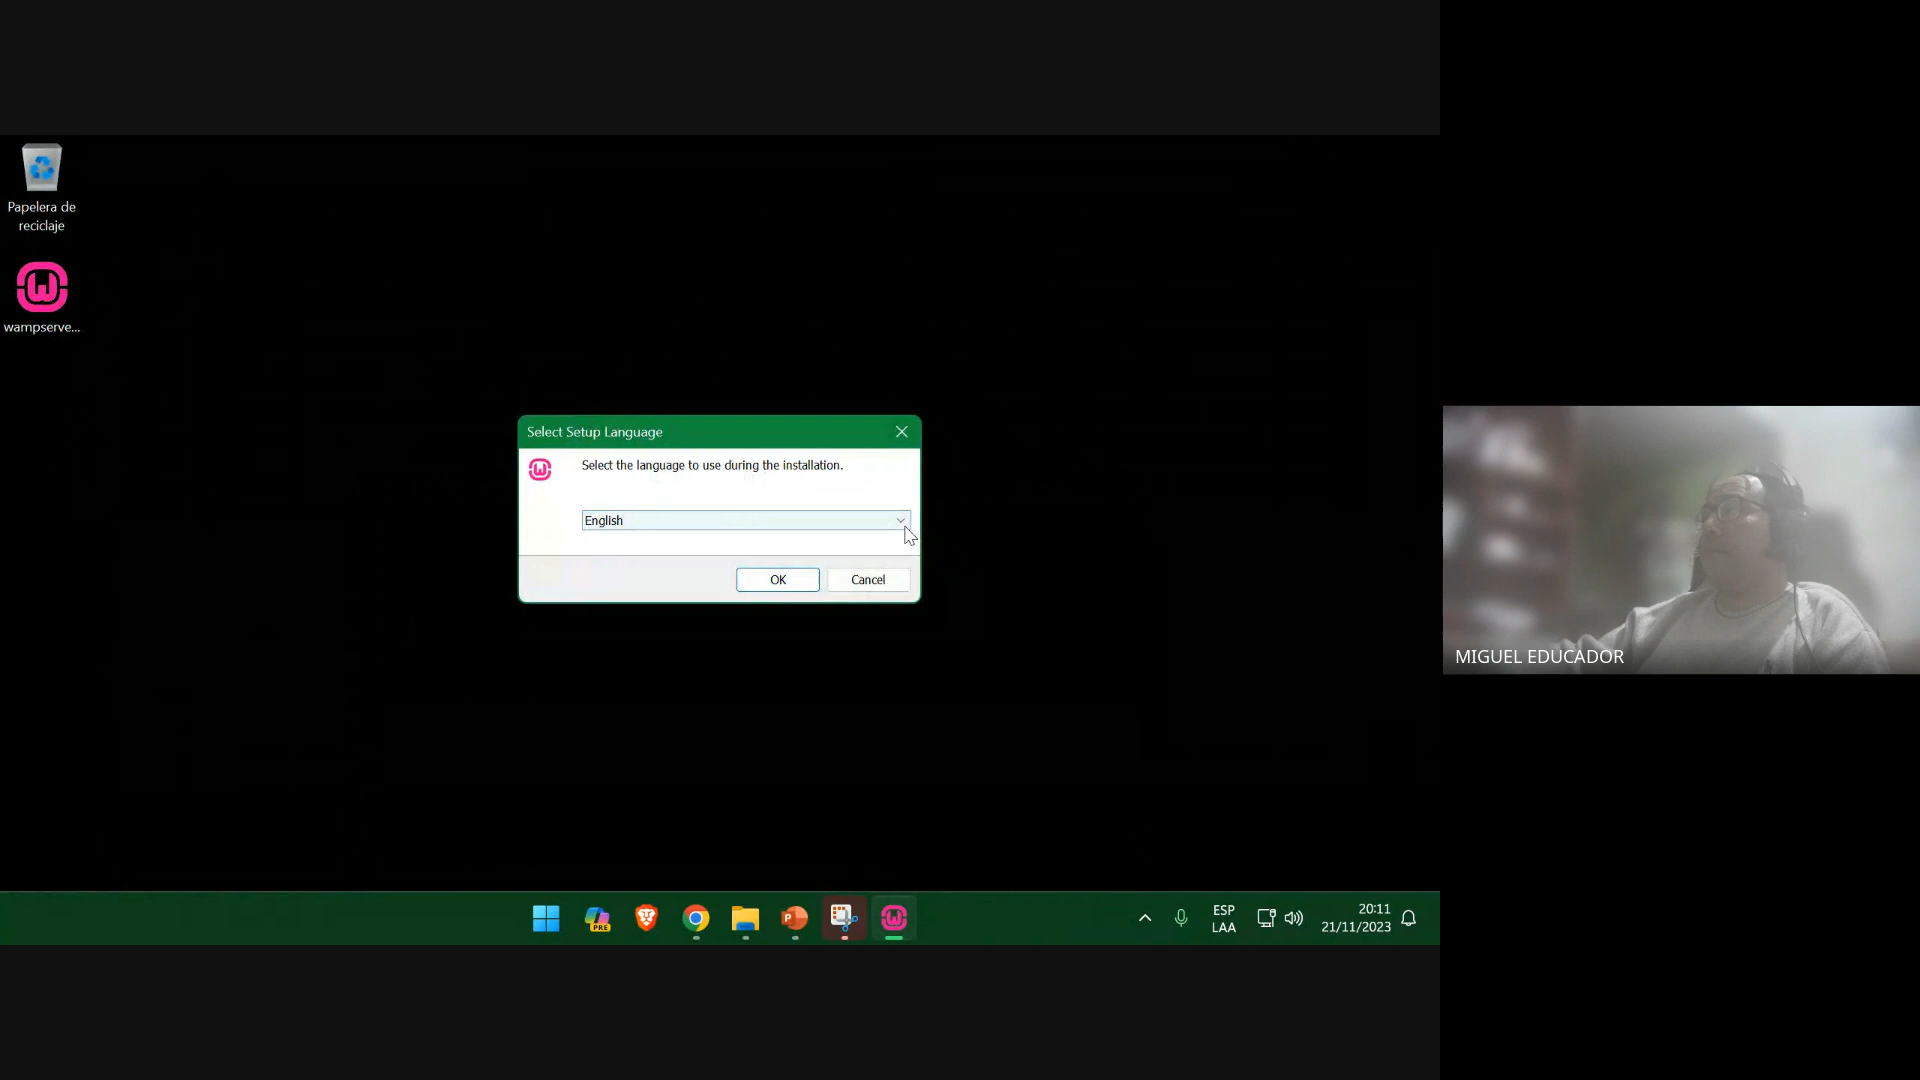 Papelera de
reciclaje
wampserve...
Select Setup Language
Select the language to use during the installation.
English
OK
Cancel
MIGUEL EDUCADOR
PRE
P
ESP
LAA
20:11
21/11/2023